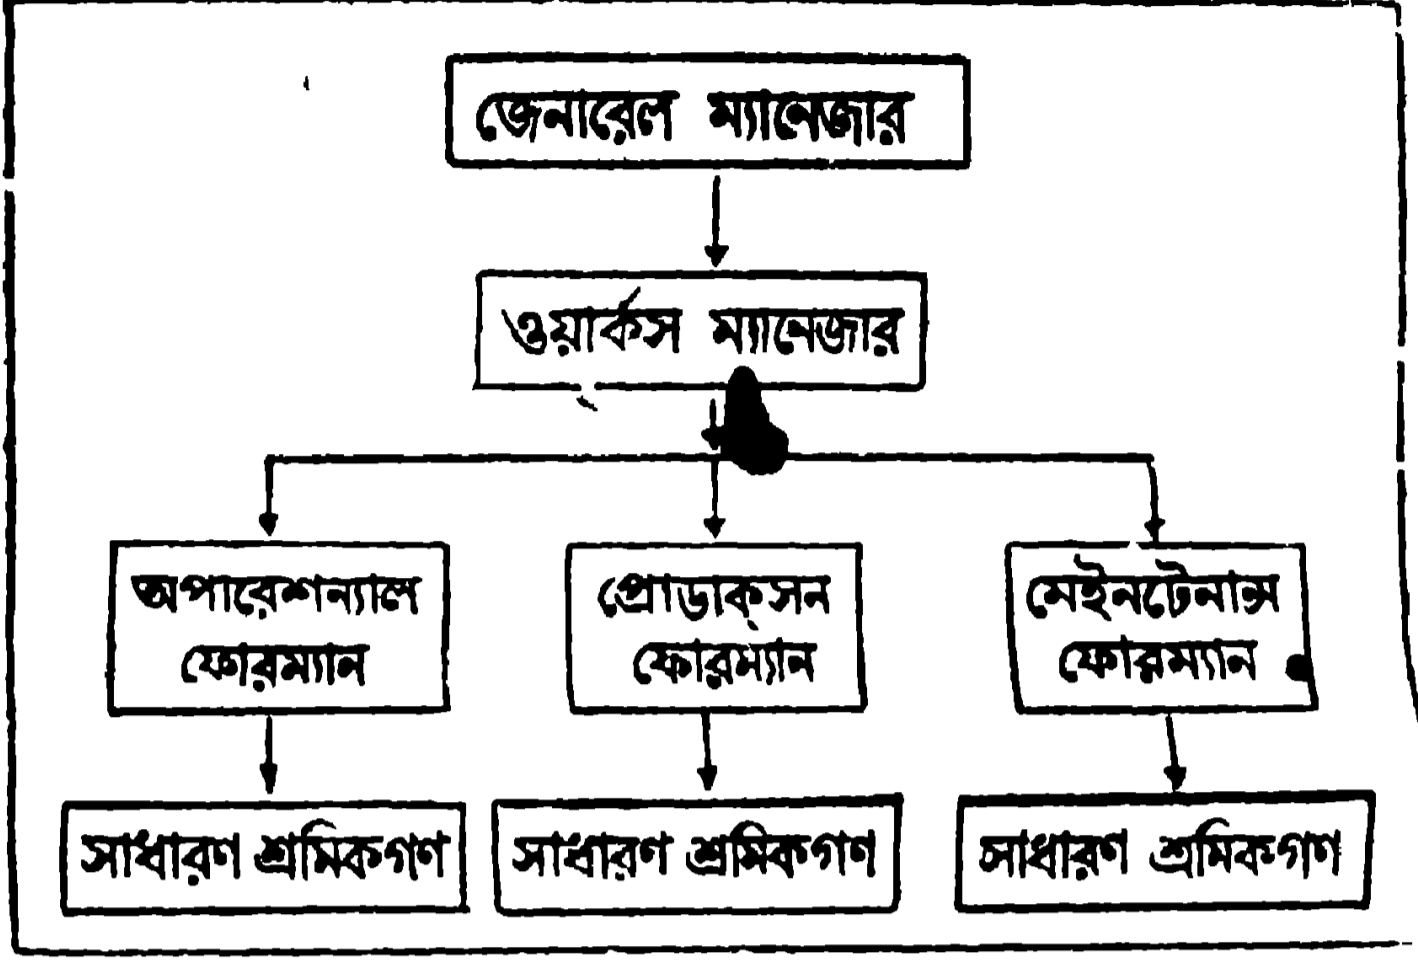 জেনারেল ম্যানেজার
ওয়ার্কস ম্যানেজার
অপারেশন্যাল
ফোরম্যান
প্রোডাক্সন
ফোরম্যান
মেইনটেনান্স
ফোরম্যান
সাধারণ শ্রমিকগণ
সাধারণ শ্রমিকগণ
সাধারণ শ্রমিকগণ